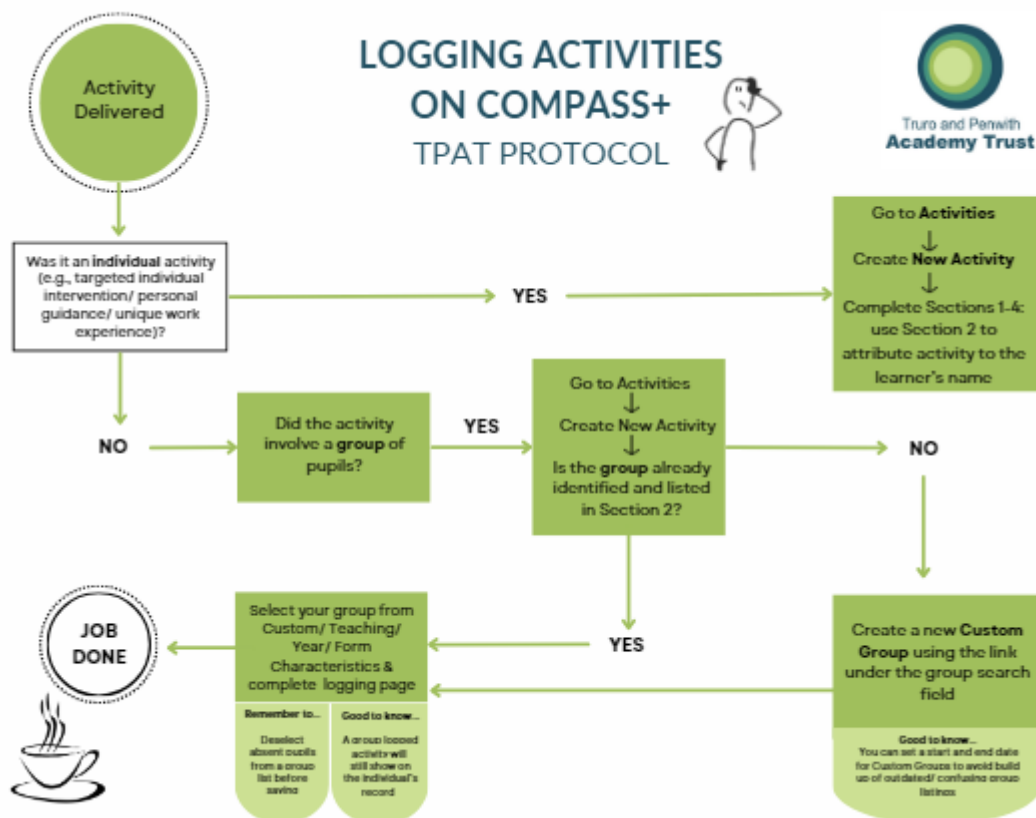 LOGGING ACTIVITIES
ON COMPASS+
TPAT PROTOCOL
Truro and Penwith
Academy Trust
Activity
Delivered
Was it an individual activity
(e.g., targeted individual
intervention/ personal
guidance/ unique work
experience)?
YES
Go to Activities
↓
Create New Activity
↓
Complete Sections 1-4:
use Section 2 to
attribute activity to the
learner's name
NO
Did the activity
involve a group of
pupils?
YES
Go to Activities
↓
Create New Activity
↓
Is the group already
identified and listed
in Section 2?
NO
YES
Create a new Custom
Group using the link
under the group search
field
Good to know...
You can set a start and end date
for Custom Groups to avoid build
up of outdated/ confusing group
listings
Select your group from
Custom/ Teaching/
Year/ Form
Characteristics &
complete logging page
Remember to...
Deselect
absent pupils
from a group
list before
saving
Good to know...
A group logged
activity will
still show on
the individual's
record
JOB
DONE